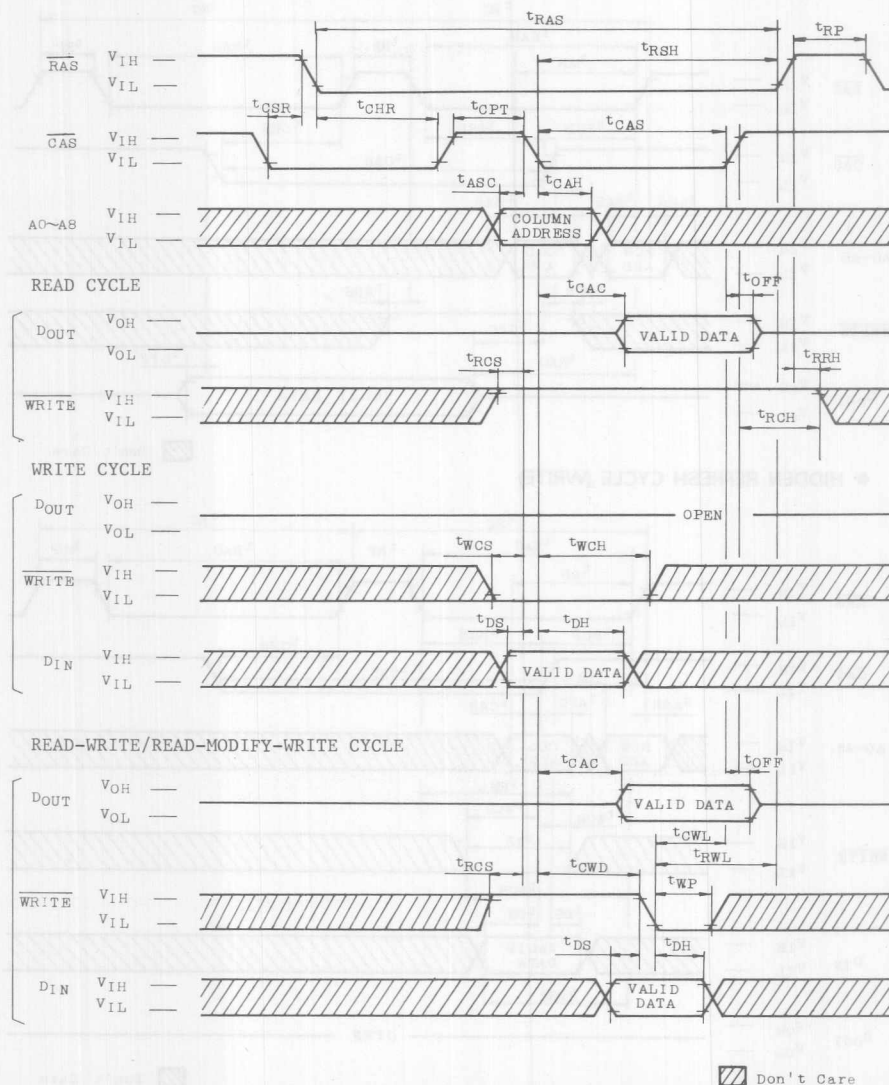 tRAS
tRP
tRSH
RAS VIH
VIL
tCSR tCHR tCPT tCAS
CAS VIH
VIL
tASC tCAH
A0~A8 VIH
VIL
COLUMN
ADDRESS
READ CYCLE
tCAC tOFF
DOUT VOH
VOL
VALID DATA
tRCS tRRH
WRITE VIH
VIL
tRCH
WRITE CYCLE
DOUT VOH
VOL
OPEN
tWCS tWCH
WRITE VIH
VIL
tDS tDH
DIN VIH
VIL
VALID DATA
READ-WRITE/READ-MODIFY-WRITE CYCLE
tCAC tOFF
DOUT VOH
VOL
VALID DATA
tCWL
tRWL
tRCS tCWD tWP
WRITE VIH
VIL
tDS tDH
DIN VIH
VIL
VALID
DATA
Don't Care